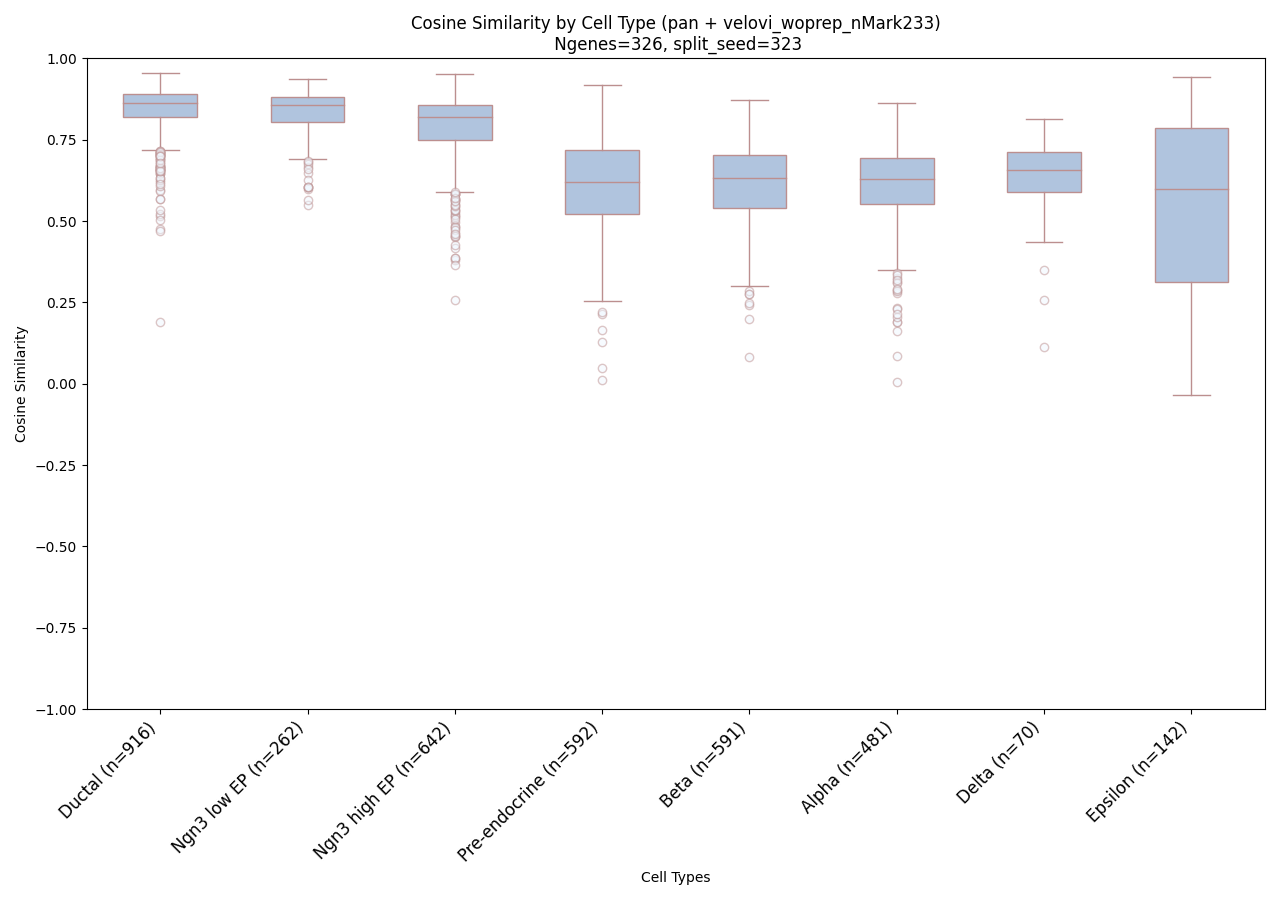 Cosine Similarity by Cell Type (pan + velovi_woprep_nMark233)
Ngenes=326, split_seed=323
1.00
0.75
0.50
0.25
0.00
−0.25
−0.50
−0.75
−1.00
Cosine Similarity
Ductal (n=916)
Ngn3 low EP (n=262)
Ngn3 high EP (n=642)
Pre-endocrine (n=592)
Beta (n=591)
Alpha (n=481)
Delta (n=70)
Epsilon (n=142)
Cell Types